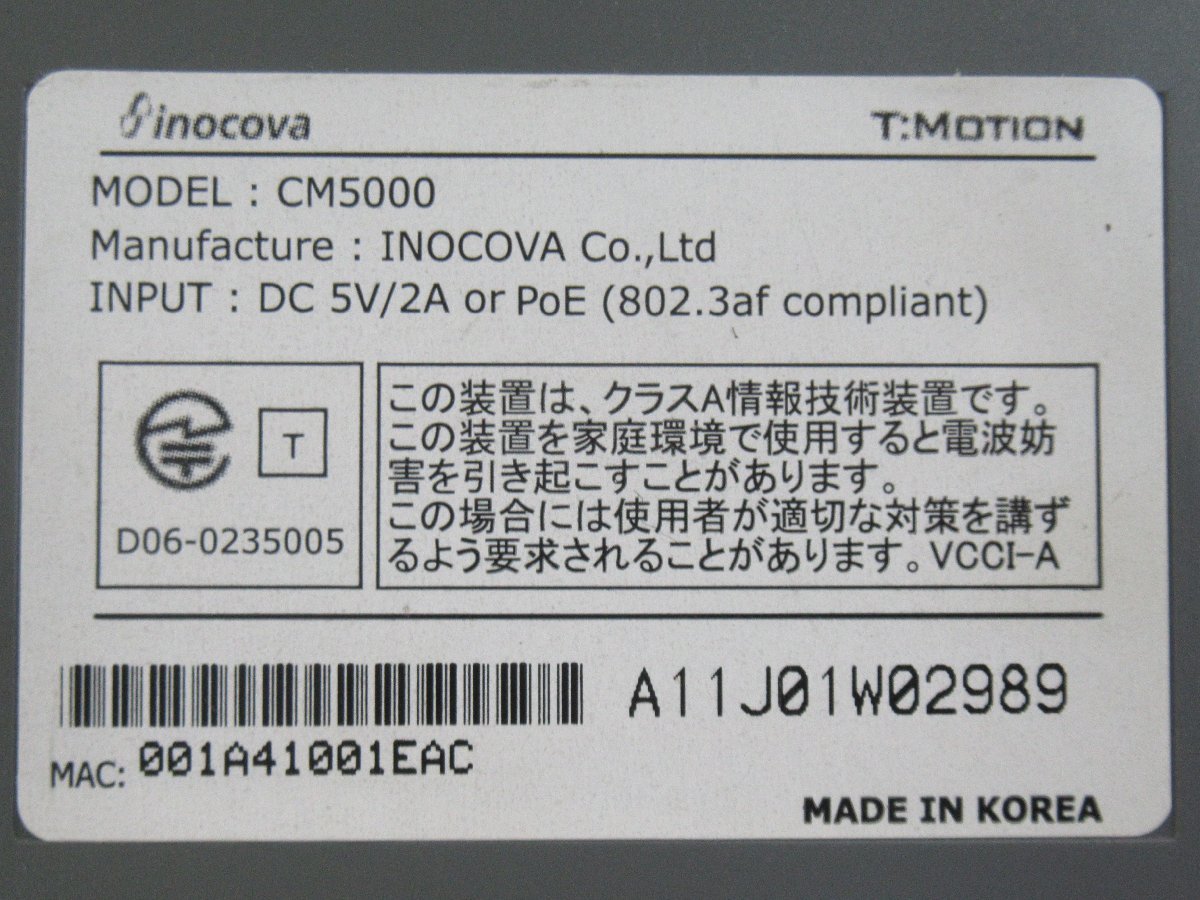 inocova T:MOTION
MODEL : CM5000
Manufacture : INOCOVA Co.,Ltd
INPUT : DC 5V/2A or PoE (802.3af compliant)
T
D06-0235005
この装置は、クラスA情報技術装置です。
この装置を家庭環境で使用すると電波妨
害を引き起こすことがあります。
この場合には使用者が適切な対策を講ず
るよう要求されることがあります。VCCI-A
A11J01W02989
MAC: 001A41001EAC
MADE IN KOREA